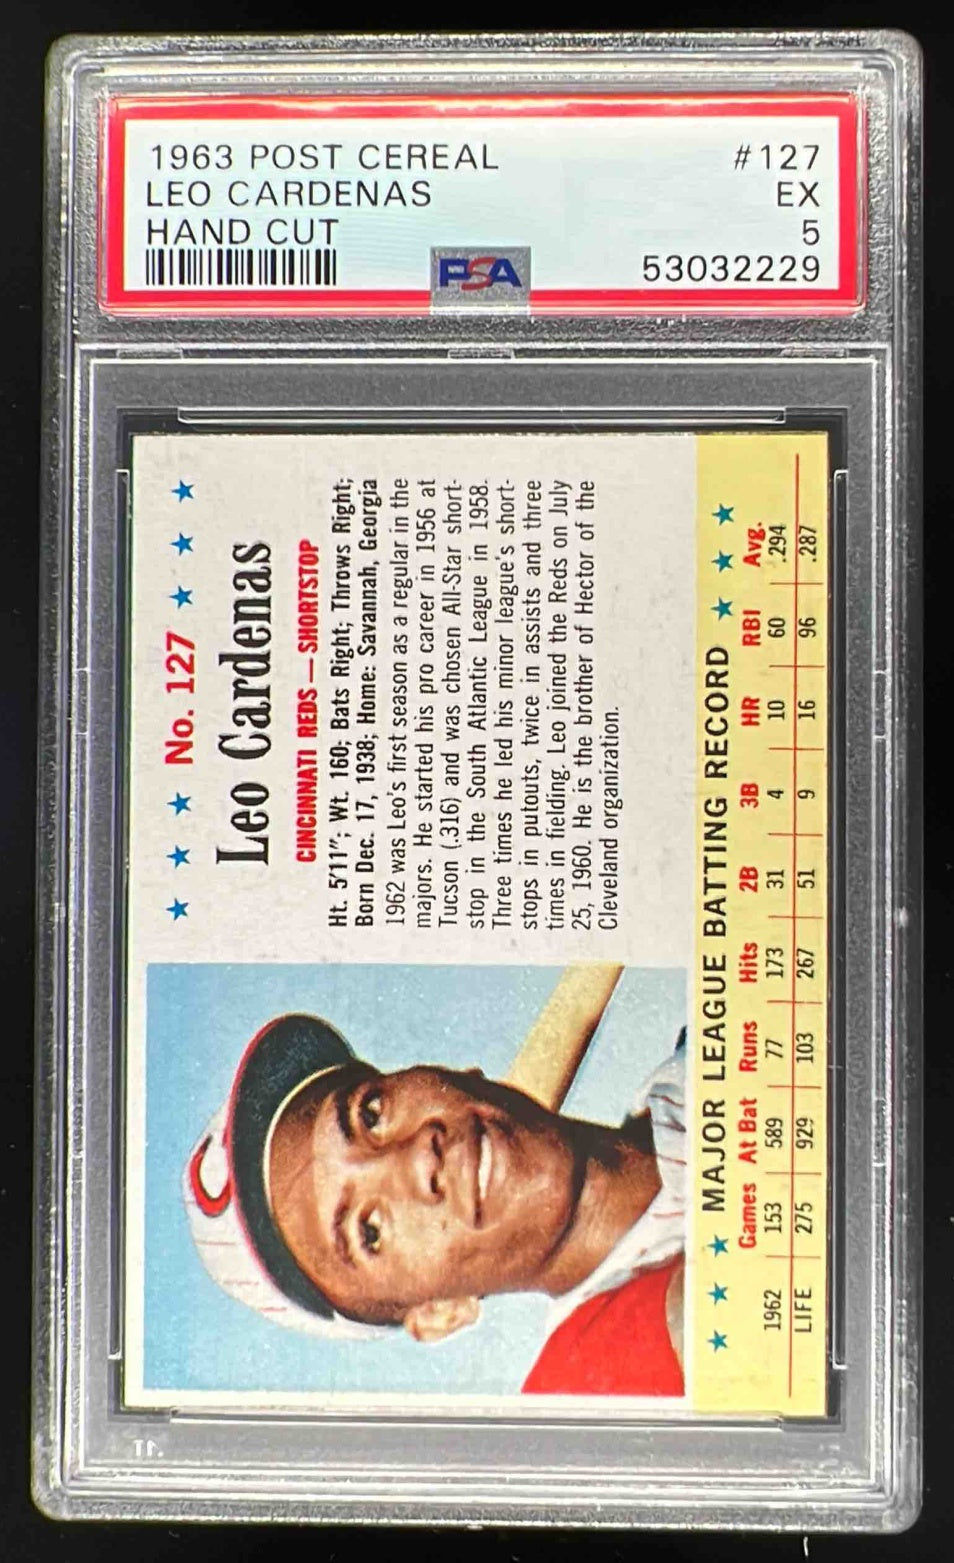 1963 POST CEREAL #127
LEO CARDENAS EX
HAND CUT 5
PSA 53032229
No. 127
Leo Cardenas
CINCINNATI REDS — SHORTSTOP
Ht. 5'11"; Wt. 160; Bats Right; Throws Right;
Born Dec. 17, 1938; Home: Savannah, Georgia
1962 was Leo's first season as a regular in the
majors. He started his pro career in 1956 at
Tucson (.316) and was chosen All-Star short-
stop in the South Atlantic League in 1958.
Three times he led his minor league's short-
stops in putouts, twice in assists and three
times in fielding. Leo joined the Reds on July
25, 1960. He is the brother of Hector of the
Cleveland organization.
C
MAJOR LEAGUE BATTING RECORD
Games At Bat Runs Hits 2B 3B HR RBI Avg.
1962 153 589 77 173 31 4 10 60 .294
LIFE 275 929 103 267 51 9 16 96 .287